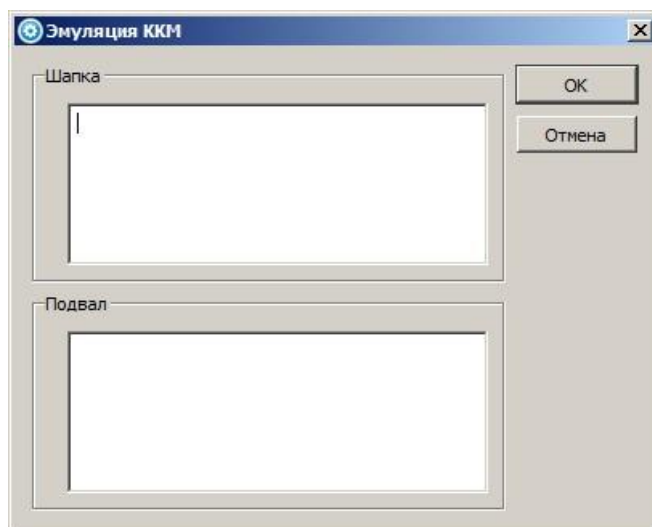 Эмуляция ККМ
Шапка
OK
Отмена
Подвал